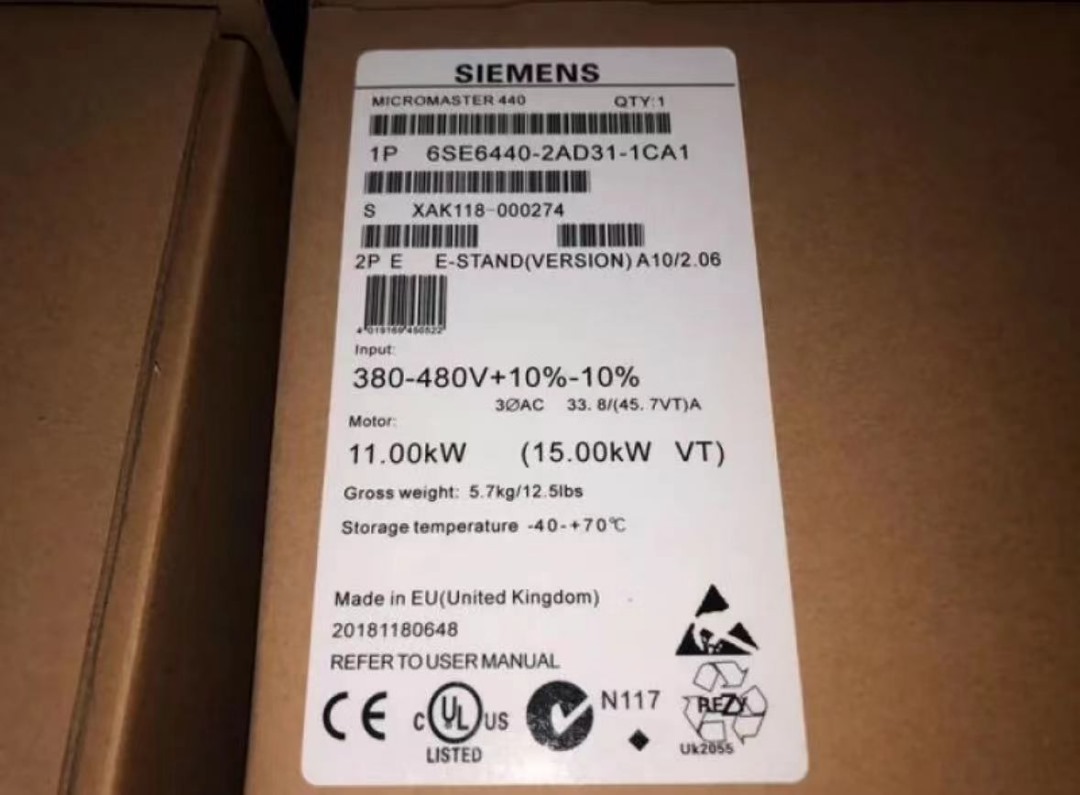 SIEMENS
MICROMASTER 440 QTY:1
1P 6SE6440-2AD31-1CA1
S XAK118-000274
2P E E-STAND(VERSION) A10/2.06
4 019169 450522
Input:
380-480V+10%-10%
3ØAC 33. 8/(45. 7VT)A
Motor:
11.00kW (15.00kW VT)
Gross weight: 5.7kg/12.5lbs
Storage temperature -40-+70℃
Made in EU(United Kingdom)
20181180648
REFER TO USER MANUAL
CE C UL US N117 REZY
LISTED Uk2055